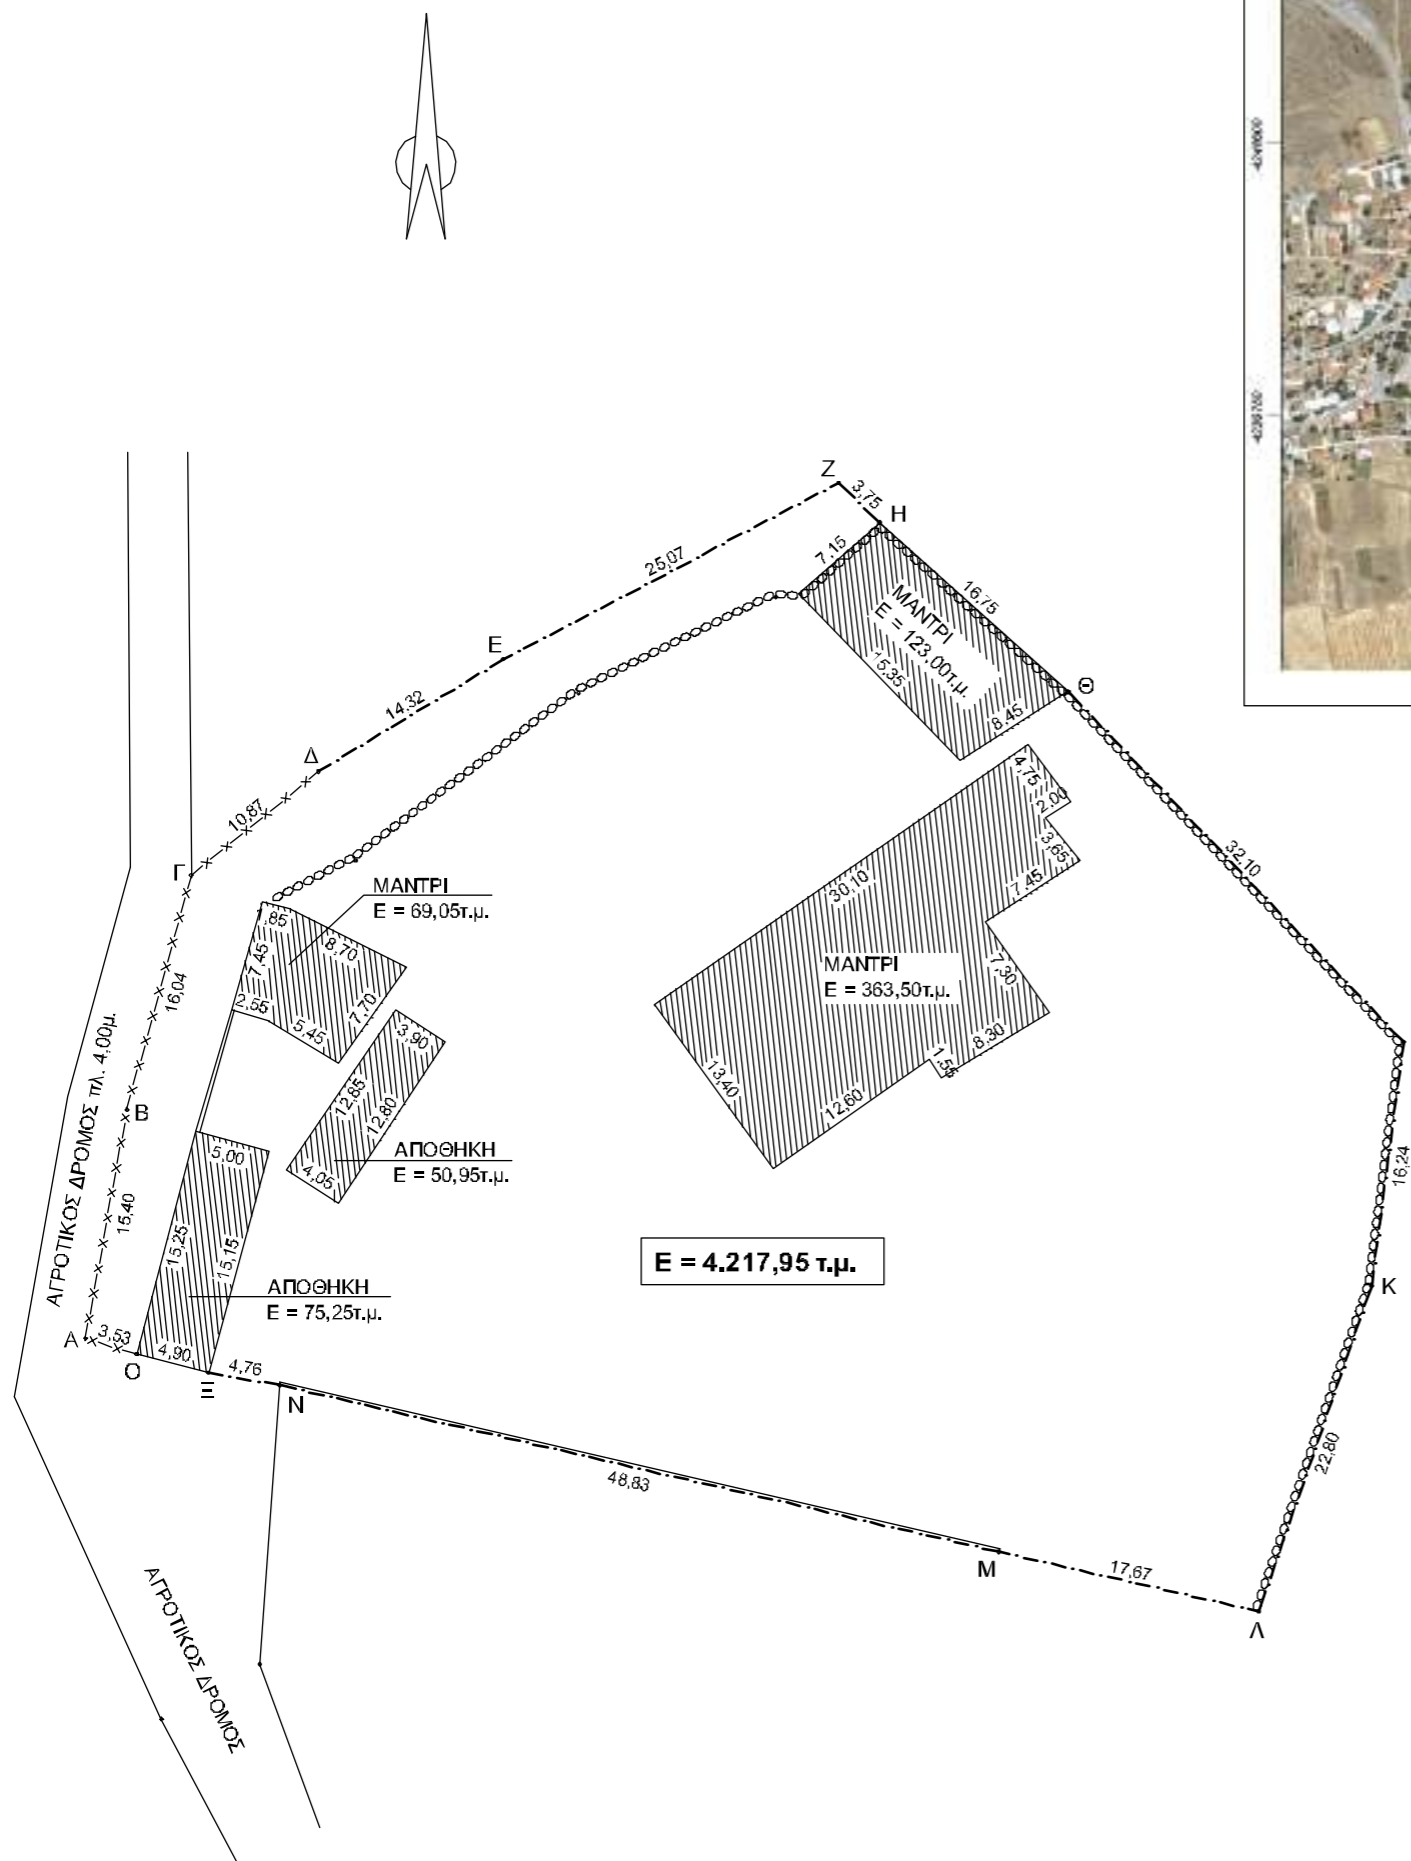 Ζ
3,75
Η
7,15
25,07
16,75
ΜΑΝΤΡΙ
Ε = 123,00τ.μ.
15,35
8,45
Θ
Ε
14,32
Δ
10,87
Γ
4,75
2,00
3,65
7,45
30,10
32,10
ΜΑΝΤΡΙ
Ε = 69,05τ.μ.
1,85
8,70
7,45
2,55
5,45
7,70
16,04
ΜΑΝΤΡΙ
Ε = 363,50τ.μ.
7,30
8,30
1,55
13,40
12,60
3,90
12,85
12,80
4,05
ΑΠΟΘΗΚΗ
Ε = 50,95τ.μ.
Β
ΑΓΡΟΤΙΚΟΣ ΔΡΟΜΟΣ πλ. 4,00μ.
15,40
5,00
15,25
15,15
16,24
Ε = 4.217,95 τ.μ.
ΑΠΟΘΗΚΗ
Ε = 75,25τ.μ.
Κ
Α
3,53
Ο
4,90
Ξ
4,76
Ν
22,80
48,83
Μ
17,67
Λ
ΑΓΡΟΤΙΚΟΣ ΔΡΟΜΟΣ